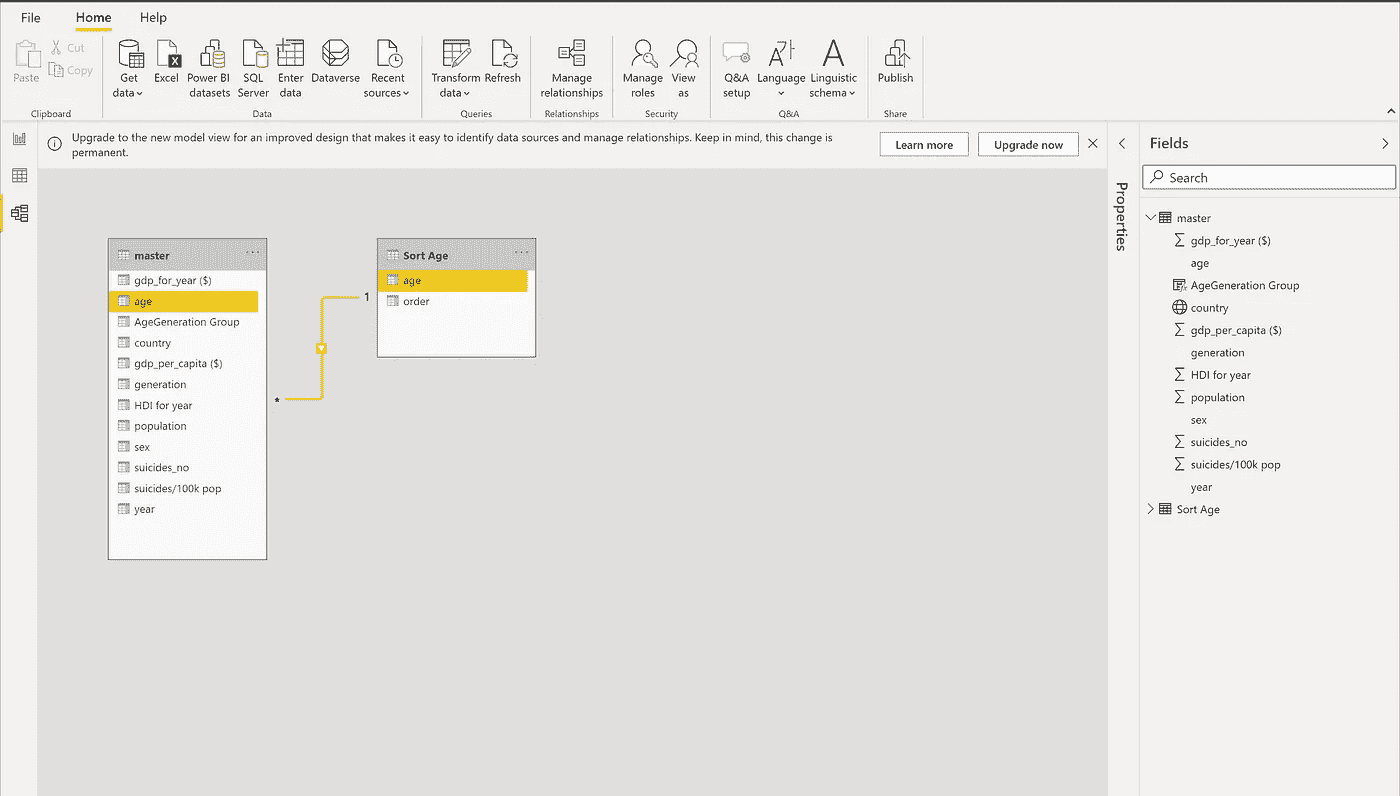 File Home Help
Paste
Cut
Copy
Clipboard
Get data
Excel
Power BI datasets
SQL Server
Enter data
Dataverse
Recent sources
Data
Transform data
Refresh
Queries
Manage relationships
Relationships
Manage roles
View as
Security
Q&A setup
Language
Linguistic schema
Q&A
Publish
Share
Upgrade to the new model view for an improved design that makes it easy to identify data sources and manage relationships. Keep in mind, this change is
permanent.
Learn more
Upgrade now
master
gdp_for_year ($)
age
AgeGeneration Group
country
gdp_per_capita ($)
generation
HDI for year
population
sex
suicides_no
suicides/100k pop
year
*
1
Sort Age
age
order
Properties
Fields
Search
master
gdp_for_year ($)
age
AgeGeneration Group
country
gdp_per_capita ($)
generation
HDI for year
population
sex
suicides_no
suicides/100k pop
year
Sort Age